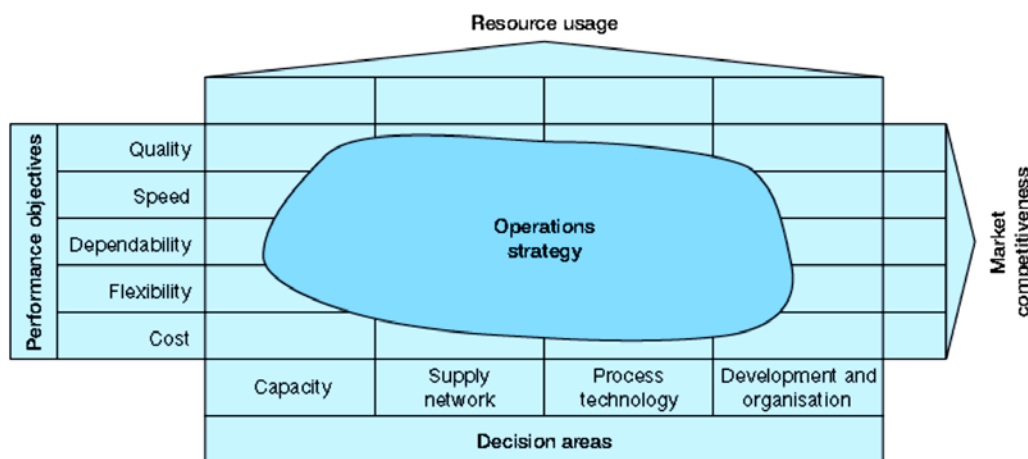 Resource usage
Performance objectives
Quality
Speed
Dependability
Flexibility
Cost
Operations
strategy
Market
competitiveness
Capacity
Supply
network
Process
technology
Development and
organisation
Decision areas